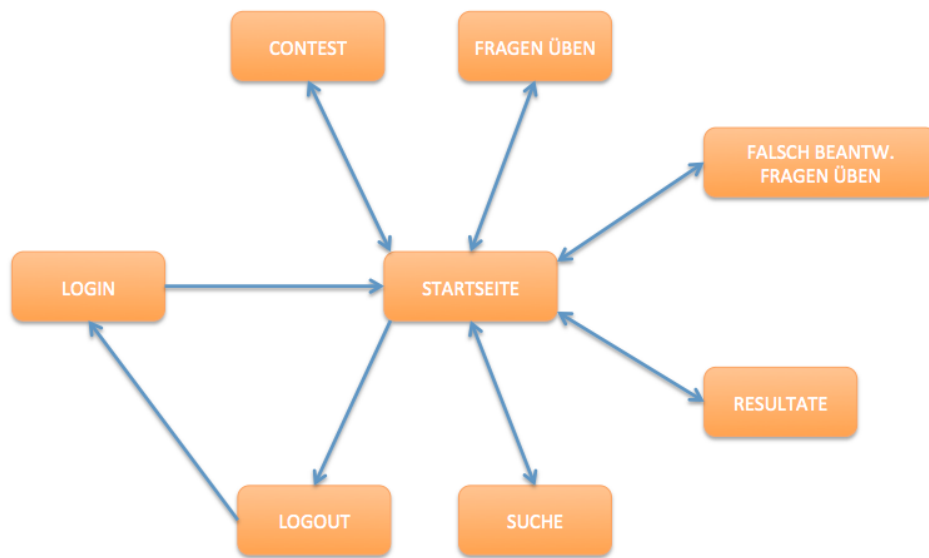 CONTEST
FRAGEN ÜBEN
FALSCH BEANTW.
FRAGEN ÜBEN
LOGIN
STARTSEITE
RESULTATE
LOGOUT
SUCHE